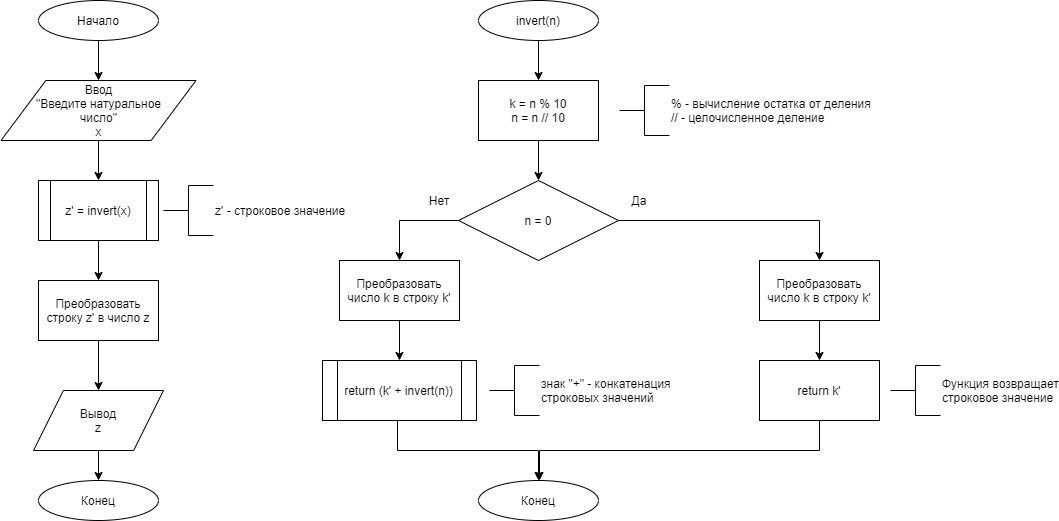 Начало
Ввод
"Введите натуральное
число"
x
z' = invert(x)
z' - строковое значение
Преобразовать
строку z' в число z
Вывод
z
Конец
invert(n)
k = n % 10
n = n // 10
% - вычисление остатка от деления
// - целочисленное деление
n = 0
Нет
Да
Преобразовать
число k в строку k'
return (k' + invert(n))
знак "+" - конкатенация
строковых значений
Преобразовать
число k в строку k'
return k'
Функция возвращает
строковое значение
Конец